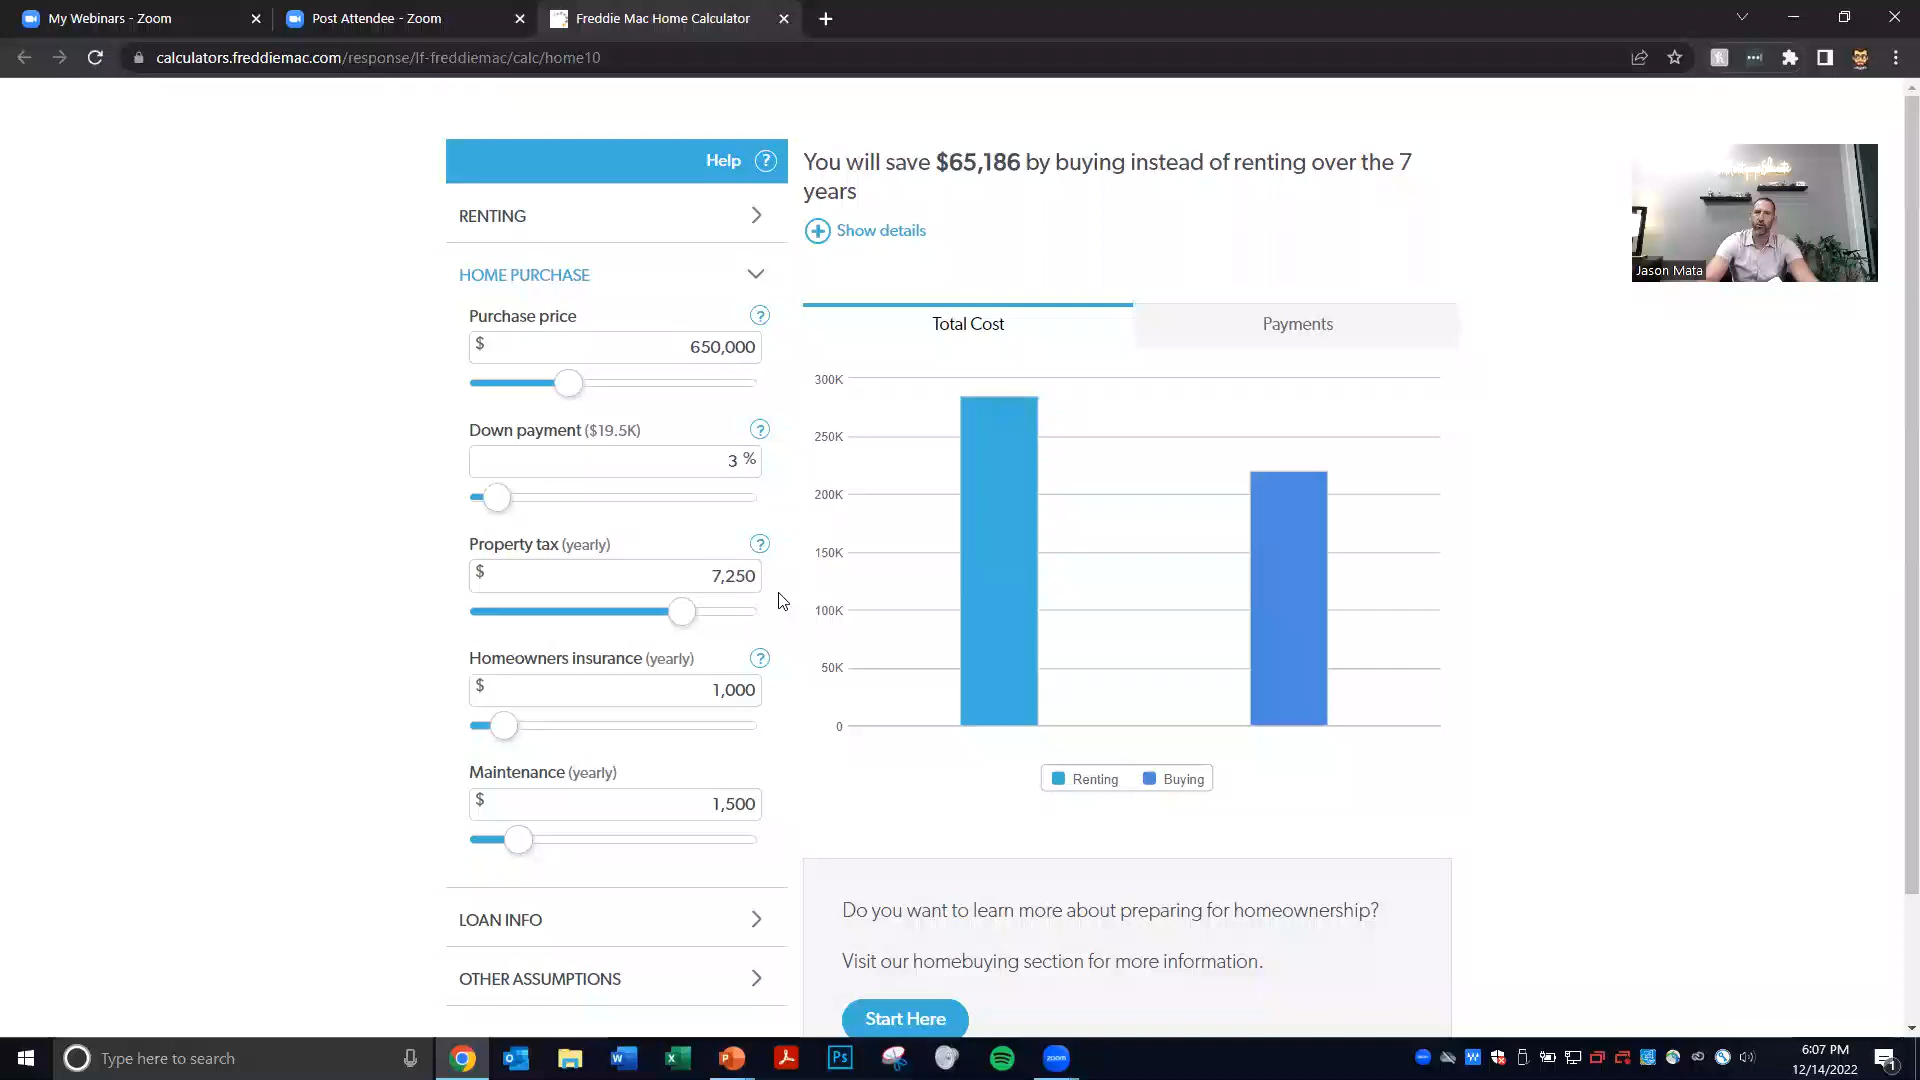 My Webinars - Zoom
Post Attendee - Zoom
Freddie Mac Home Calculator
calculators.freddiemac.com/response/lf-freddiemac/calc/home10
Help ?
RENTING
HOME PURCHASE
Purchase price ?
$ 650,000
Down payment ($19.5K) ?
3 %
Property tax (yearly) ?
$ 7,250
Homeowners insurance (yearly) ?
$ 1,000
Maintenance (yearly)
$ 1,500
LOAN INFO
OTHER ASSUMPTIONS
You will save $65,186 by buying instead of renting over the 7
years
Show details
Total Cost
Payments
300K
250K
200K
150K
100K
50K
0
Renting
Buying
Do you want to learn more about preparing for homeownership?
Visit our homebuying section for more information.
Start Here
Jason Mata
Type here to search
Ps
zoom
6:07 PM
12/14/2022
1